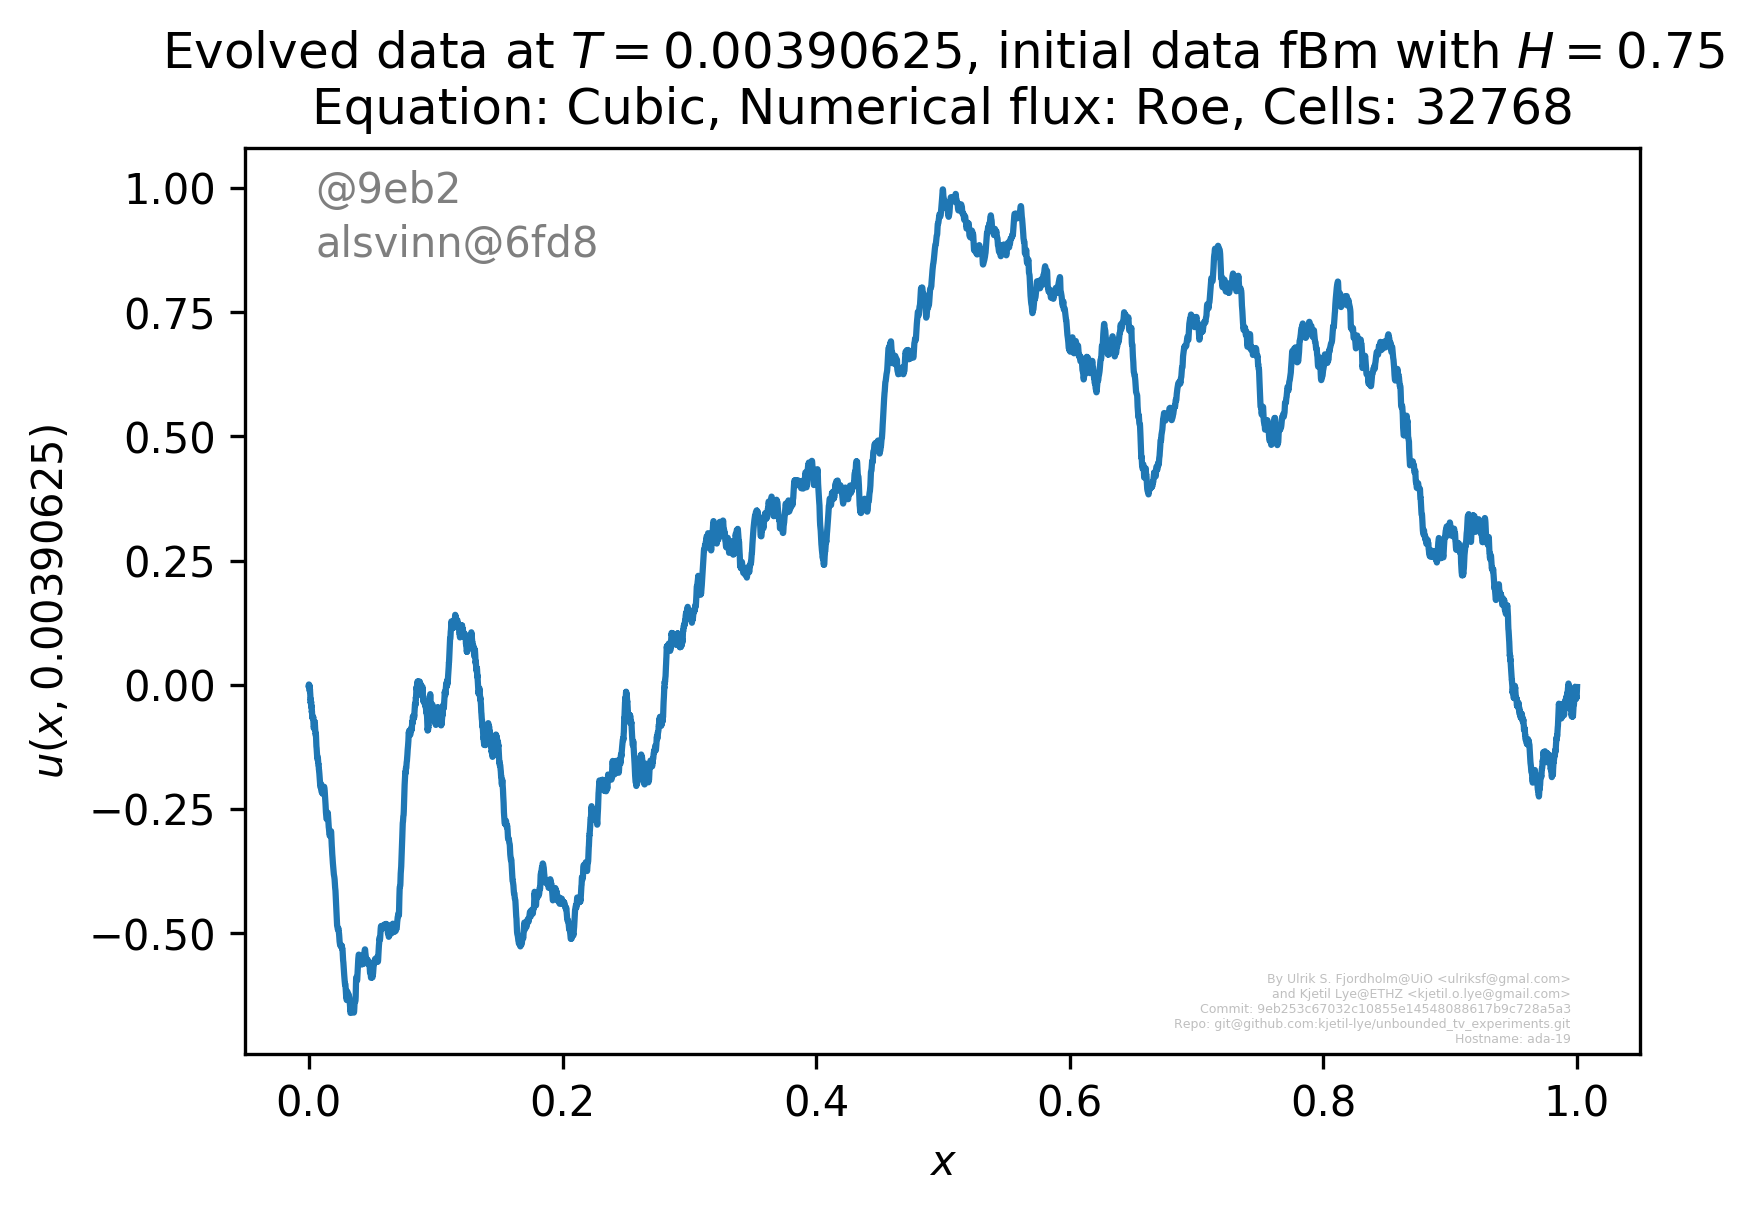 Evolved data at T = 0.00390625, initial data fBm with H = 0.75
Equation: Cubic, Numerical flux: Roe, Cells: 32768
@9eb2
alsvinn@6fd8
1.00
0.75
0.50
0.25
0.00
−0.25
−0.50
u(x, 0.00390625)
By Ulrik S. Fjordholm@UiO <ulriksf@gmal.com>
and Kjetil Lye@ETHZ <kjetil.o.lye@gmail.com>
Commit: 9eb253c67032c10855e14548088617b9c728a5a3
Repo: git@github.com:kjetil-lye/unbounded_tv_experiments.git
Hostname: ada-19
0.0 0.2 0.4 0.6 0.8 1.0
x